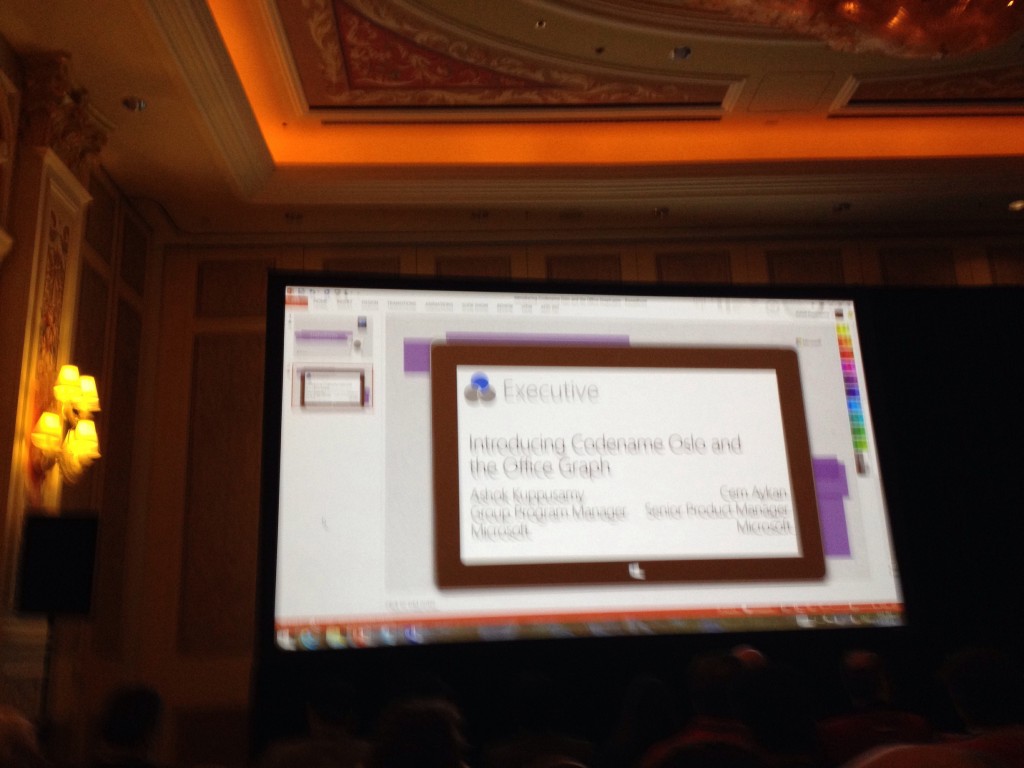 Executive
Introducing Codename Oslo and
the Office Graph
Ashok Kuppusamy
Group Program Manager
Microsoft
Cem Aykan
Senior Product Manager
Microsoft